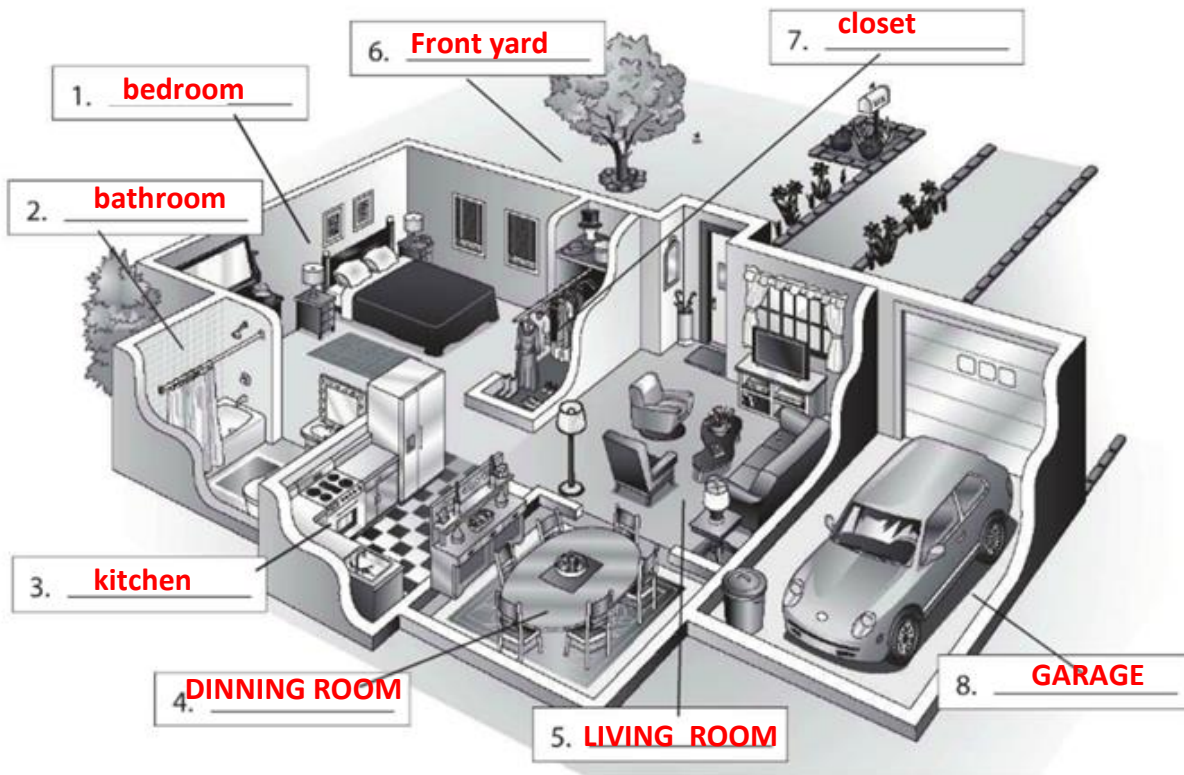 1. bedroom
2. bathroom
3. kitchen
4. DINNING ROOM
5. LIVING ROOM
6. Front yard
7. closet
8. GARAGE